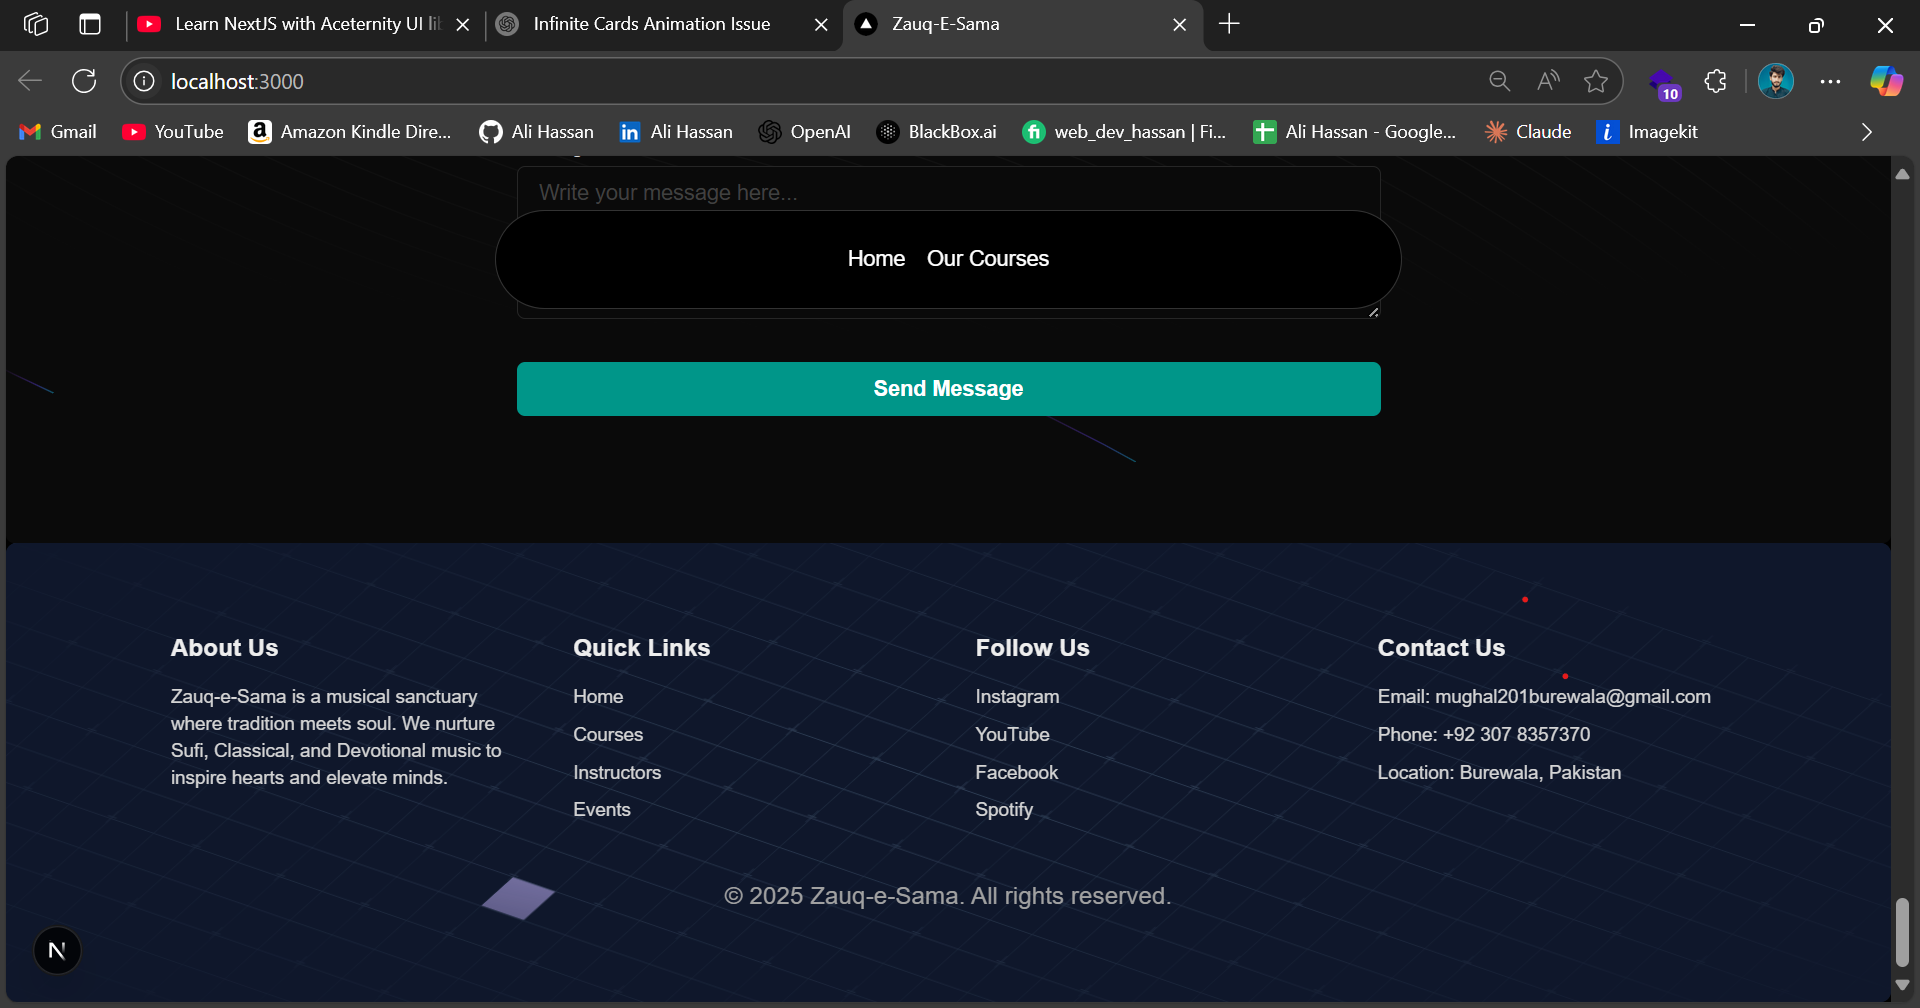 Learn NextJS with Aceternity UI lib
Infinite Cards Animation Issue
Zauq-E-Sama
localhost:3000
10
Gmail
YouTube
Amazon Kindle Dire...
Ali Hassan
Ali Hassan
OpenAI
BlackBox.ai
web_dev_hassan | Fi...
Ali Hassan - Google...
Claude
Imagekit
Write your message here...
Home Our Courses
Send Message
About Us
Zauq-e-Sama is a musical sanctuary
where tradition meets soul. We nurture
Sufi, Classical, and Devotional music to
inspire hearts and elevate minds.
Quick Links
Home
Courses
Instructors
Events
Follow Us
Instagram
YouTube
Facebook
Spotify
Contact Us
Email: mughal201burewala@gmail.com
Phone: +92 307 8357370
Location: Burewala, Pakistan
© 2025 Zauq-e-Sama. All rights reserved.
N